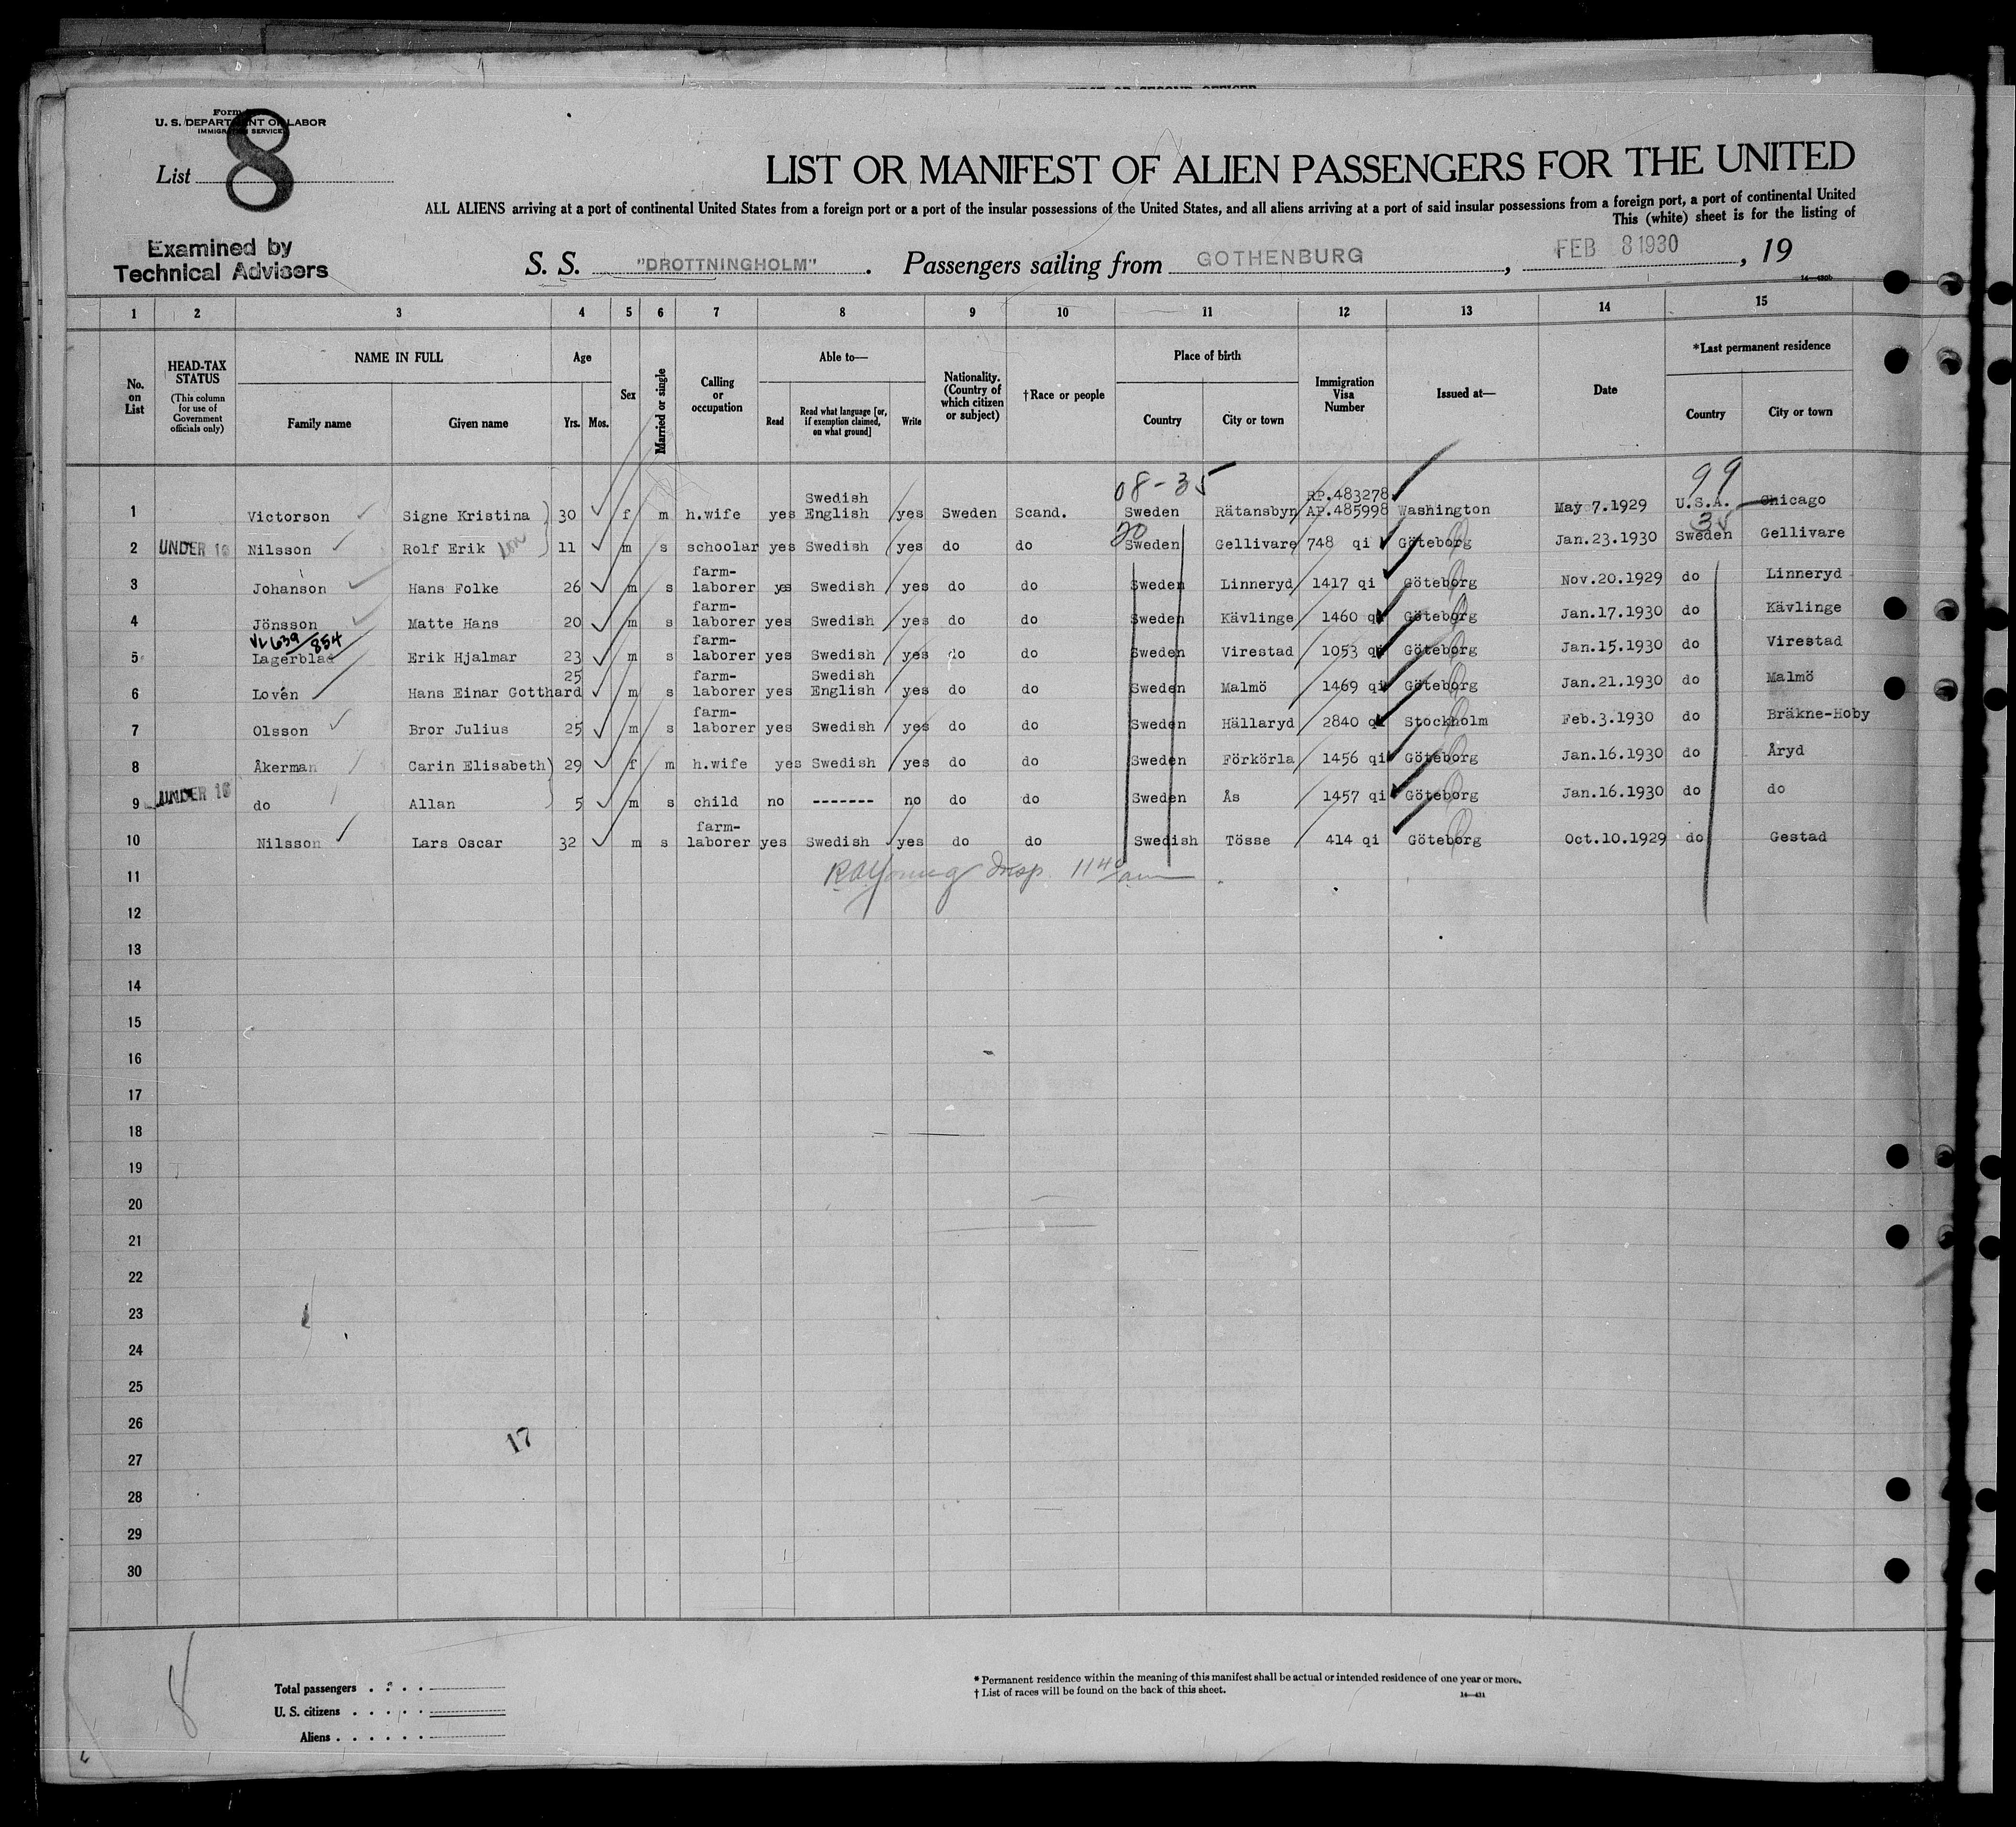 Form
U. S. DEPARTMENT OF LABOR
IMMIGRATION SERVICE
List 8
LIST OR MANIFEST OF ALIEN PASSENGERS FOR THE UNITED
ALL ALIENS arriving at a port of continental United States from a foreign port or a port of the insular possessions of the United States, and all aliens arriving at a port of said insular possessions from a foreign port, a port of continental United
This (white) sheet is for the listing of
Examined by
Technical Advisers
S. S. "DROTTNINGHOLM" . Passengers sailing from GOTHENBURG , FEB 8 1930 , 19
14—430b
1 2 3 4 5 6 7 8 9 10 11 12 13 14 15
No. on List
HEAD-TAX STATUS (This column for use of Government officials only)
NAME IN FULL Family name Given name
Age Yrs. Mos.
Sex
Married or single
Calling or occupation
Able to— Read Read what language [or, if exemption claimed, on what ground] Write
Nationality. (Country of which citizen or subject)
†Race or people
Place of birth Country City or town
Immigration Visa Number
Issued at—
Date
*Last permanent residence Country City or town
08-35 99
1 Victorson Signe Kristina 30 f m h.wife yes Swedish English yes Sweden Scand. Sweden Rätansbyn RP.483278 AP.485998 Washington May 7.1929 U.S.A. Chicago
20 35
2 UNDER 16 Nilsson Rolf Erik 11 m s schoolar yes Swedish yes do do Sweden Gellivare 748 qi Göteborg Jan.23.1930 Sweden Gellivare
3 Johanson Hans Folke 26 m s farm-laborer yes Swedish yes do do Sweden Linneryd 1417 qi Göteborg Nov.20.1929 do Linneryd
4 Jönsson Matte Hans 20 m s farm-laborer yes Swedish yes do do Sweden Kävlinge 1460 qi Göteborg Jan.17.1930 do Kävlinge
VL 639/854
5 Lagerblad Erik Hjalmar 23 m s farm-laborer yes Swedish yes do do Sweden Virestad 1053 qi Göteborg Jan.15.1930 do Virestad
6 Lovén Hans Einar Gotthard 25 m s farm-laborer yes Swedish English yes do do Sweden Malmö 1469 qi Göteborg Jan.21.1930 do Malmö
7 Olsson Bror Julius 25 m s farm-laborer yes Swedish yes do do Sweden Hällaryd 2840 qi Stockholm Feb.3.1930 do Bräkne-Hoby
8 Åkerman Carin Elisabeth 29 f m h.wife yes Swedish yes do do Sweden Förkörla 1456 qi Göteborg Jan.16.1930 do Åryd
9 UNDER 16 do Allan 5 m s child no ------- no do do Sweden Ås 1457 qi Göteborg Jan.16.1930 do do
10 Nilsson Lars Oscar 32 m s farm-laborer yes Swedish yes do do Swedish Tösse 414 qi Göteborg Oct.10.1929 do Gestad
11
12
13
14
15
16
17
18
19
20
21
22
23
24
25
26
17
27
28
29
30
8
Total passengers
U. S. citizens
Aliens
* Permanent residence within the meaning of this manifest shall be actual or intended residence of one year or more.
† List of races will be found on the back of this sheet.
14—431